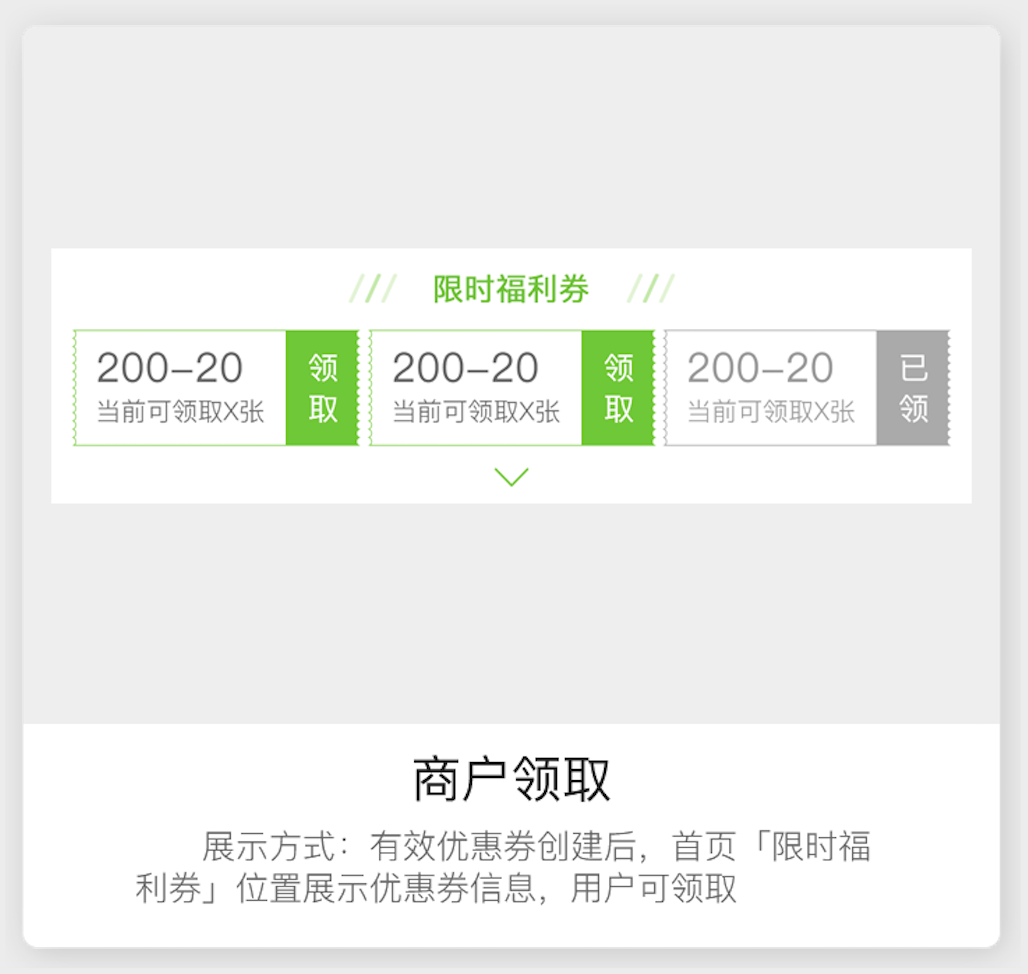 限时福利券
200-20
当前可领取X张
领取
200-20
当前可领取X张
领取
200-20
当前可领取X张
已领
商户领取
展示方式：有效优惠券创建后，首页「限时福
利券」位置展示优惠券信息，用户可领取